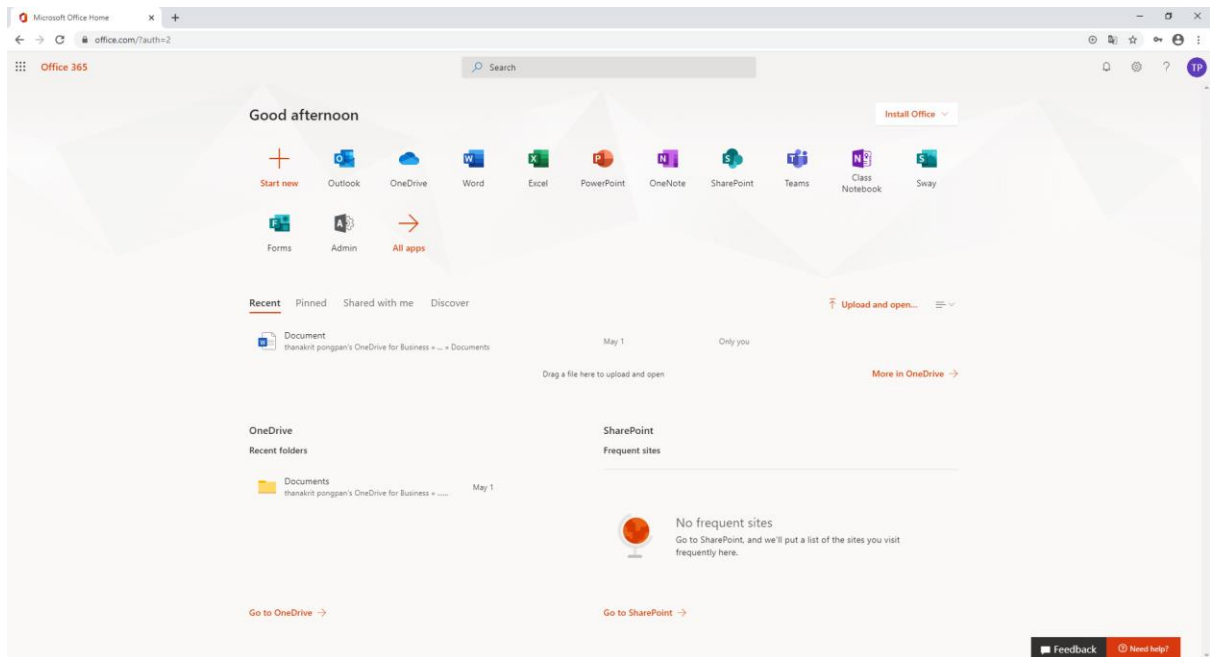 Microsoft Office Home
office.com/?auth=2
Office 365
Search
TP
Good afternoon
Install Office
Start new
Outlook
OneDrive
Word
Excel
PowerPoint
OneNote
SharePoint
Teams
Class
Notebook
Sway
Forms
Admin
All apps
Recent Pinned Shared with me Discover
Upload and open...
Document
thanakrit pongpan's OneDrive for Business » ... » Documents
May 1
Only you
Drag a file here to upload and open
More in OneDrive
OneDrive
Recent folders
Documents
thanakrit pongpan's OneDrive for Business » ......
May 1
Go to OneDrive
SharePoint
Frequent sites
No frequent sites
Go to SharePoint, and we'll put a list of the sites you visit
frequently here.
Go to SharePoint
Feedback
Need help?